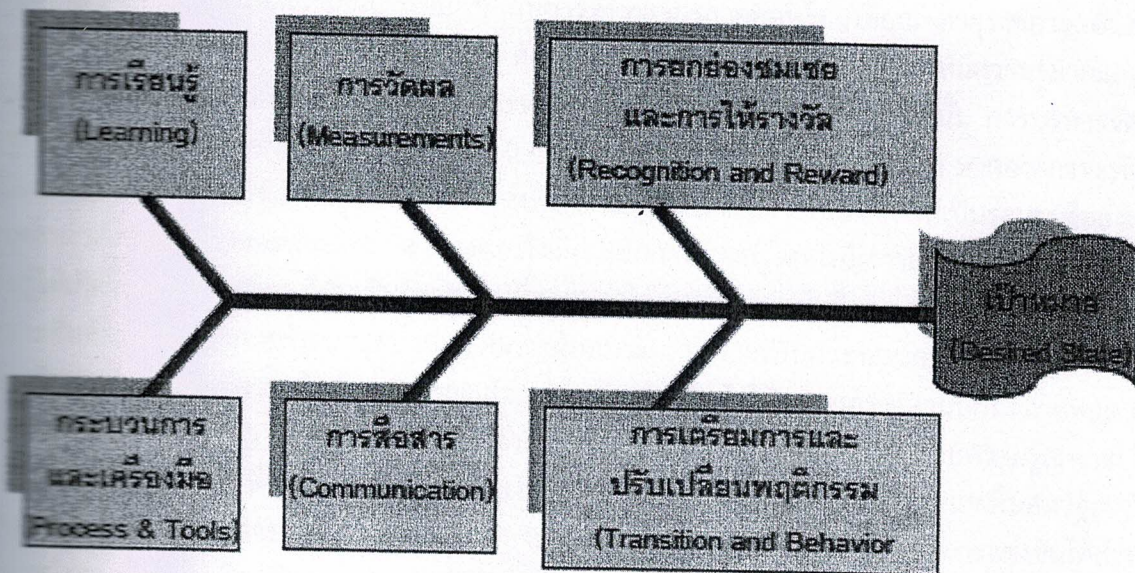 การเรียนรู้
(Learning)
การวัดผล
(Measurements)
การยกย่องชมเชย
และการให้รางวัล
(Recognition and Reward)
เป้าหมาย
(Desired State)
กระบวนการ
และเครื่องมือ
Process & Tools)
การสื่อสาร
(Communication)
การเตรียมการและ
ปรับเปลี่ยนพฤติกรรม
(Transition and Behavior